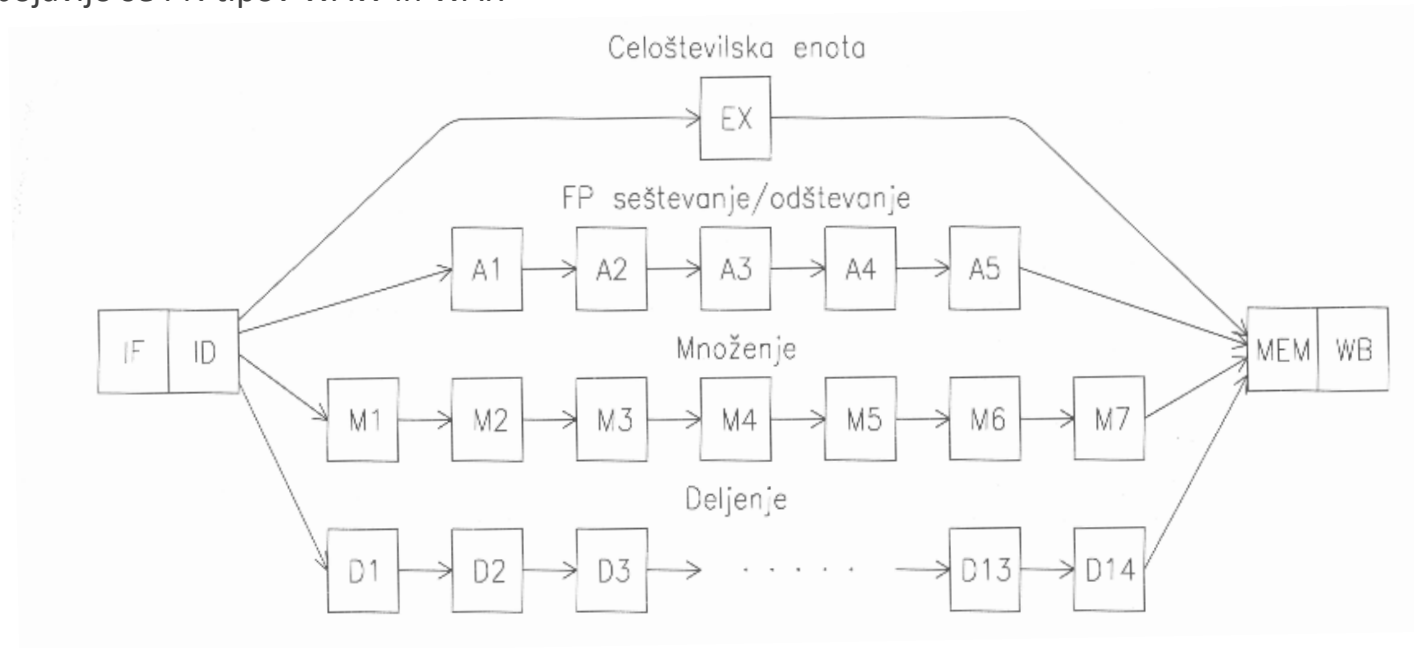 Celoštevilska enota
EX
FP seštevanje/odštevanje
A1 A2 A3 A4 A5
IF ID MEM WB
Množenje
M1 M2 M3 M4 M5 M6 M7
Deljenje
D1 D2 D3 . . . . . D13 D14